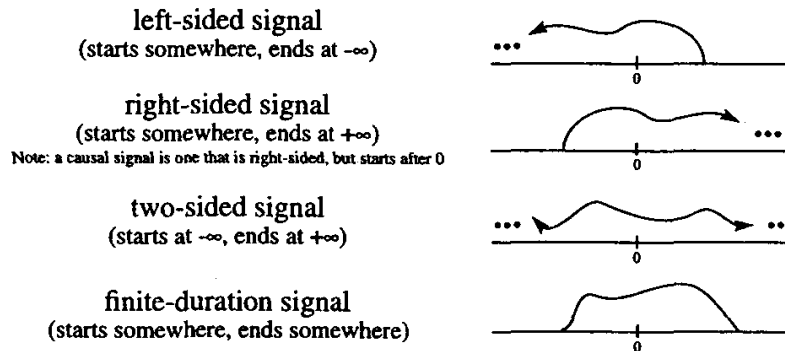 left-sided signal
(starts somewhere, ends at -∞)
•••
0
right-sided signal
(starts somewhere, ends at +∞)
Note: a causal signal is one that is right-sided, but starts after 0
•••
0
two-sided signal
(starts at -∞, ends at +∞)
••• ••
0
finite-duration signal
(starts somewhere, ends somewhere)
0